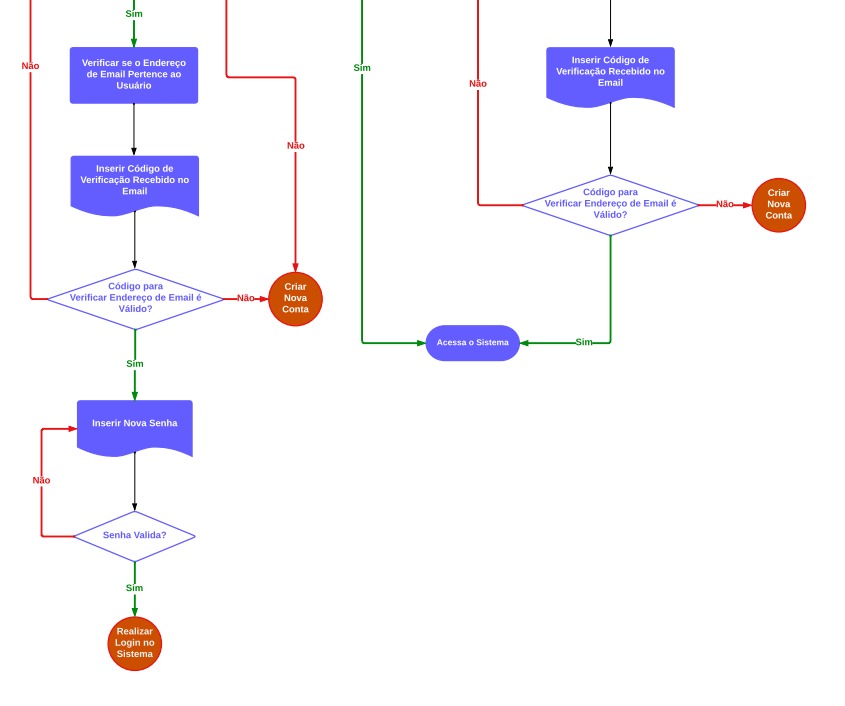 Sim
Não
Verificar se o Endereço
de Email Pertence ao
Usuário
Inserir Código de
Verificação Recebido no
Email
Não
Código para
Verificar Endereço de Email é
Válido?
Não
Criar
Nova
Conta
Sim
Inserir Nova Senha
Não
Senha Valida?
Sim
Realizar
Login no
Sistema
Sim
Não
Inserir Código de
Verificação Recebido no
Email
Código para
Verificar Endereço de Email é
Válido?
Não
Criar
Nova
Conta
Acessa o Sistema
Sim